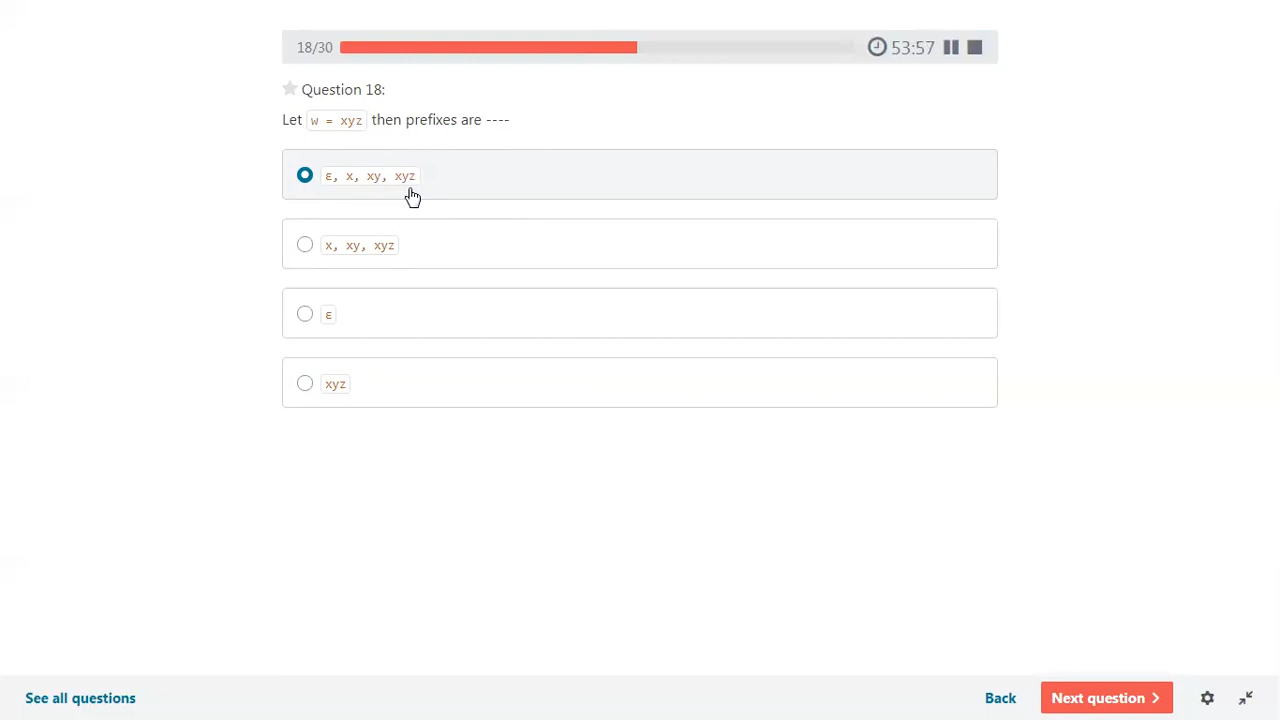 18/30 53:57
Question 18:
Let w = xyz then prefixes are ----
ε, x, xy, xyz
x, xy, xyz
ε
xyz
See all questions Back Next question